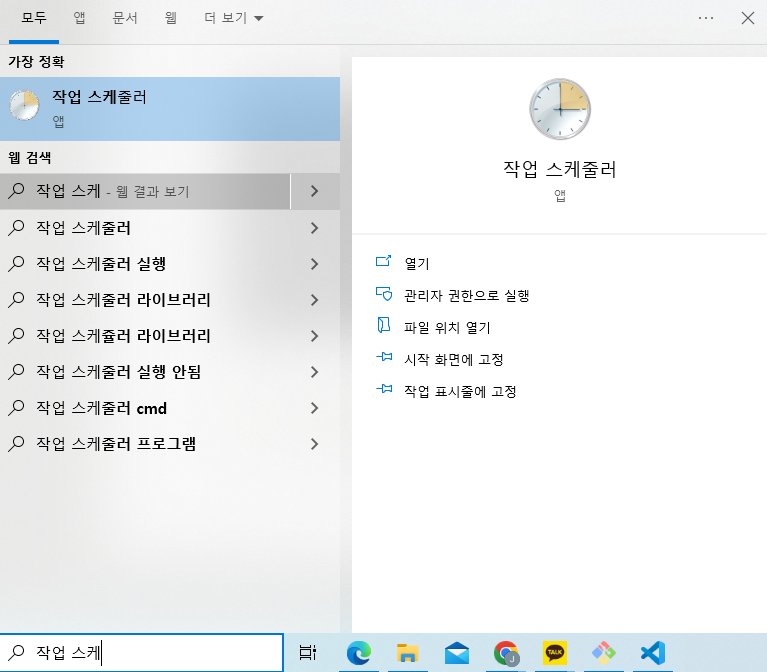 모두 앱 문서 웹 더 보기
가장 정확
작업 스케줄러
앱
웹 검색
작업 스케 - 웹 결과 보기
작업 스케줄러
작업 스케줄러 실행
작업 스케줄러 라이브러리
작업 스케쥴러 라이브러리
작업 스케줄러 실행 안됨
작업 스케줄러 cmd
작업 스케줄러 프로그램
작업 스케줄러
앱
열기
관리자 권한으로 실행
파일 위치 열기
시작 화면에 고정
작업 표시줄에 고정
작업 스케
J
TALK